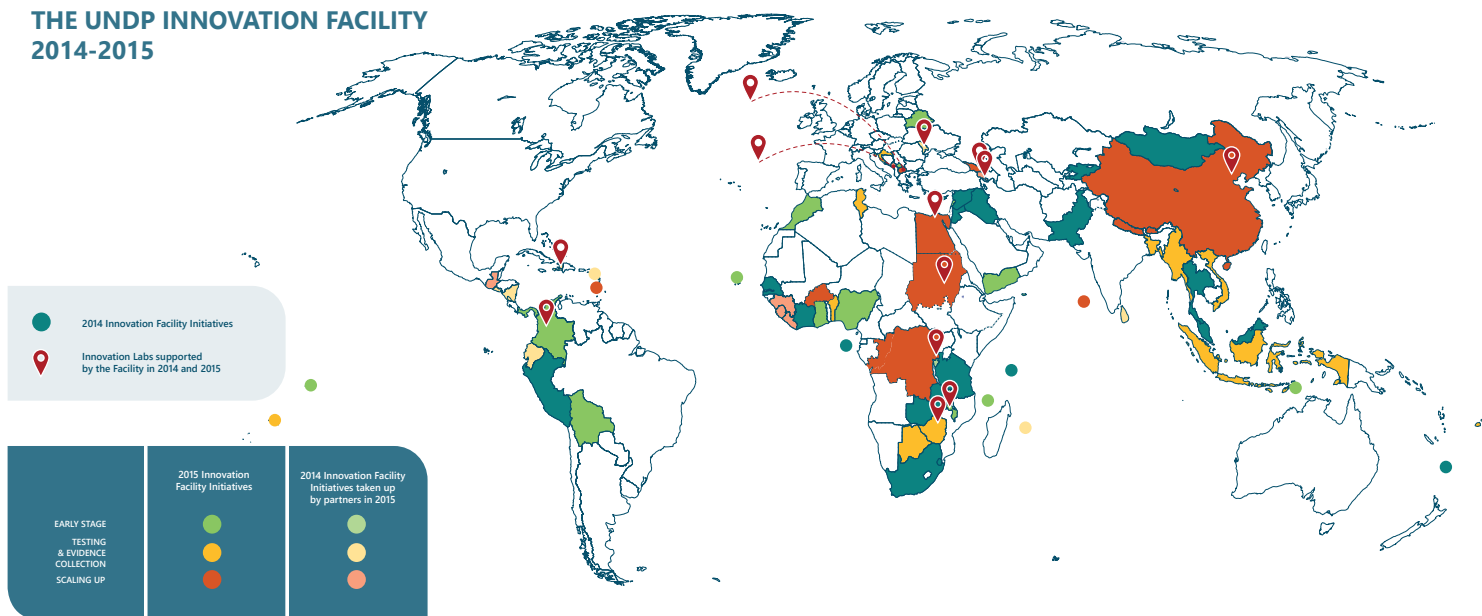 THE UNDP INNOVATION FACILITY
2014-2015
2014 Innovation Facility Initiatives
Innovation Labs supported
by the Facility in 2014 and 2015
2015 Innovation
Facility Initiatives
2014 Innovation Facility
Initiatives taken up
by partners in 2015
EARLY STAGE
TESTING
& EVIDENCE
COLLECTION
SCALING UP